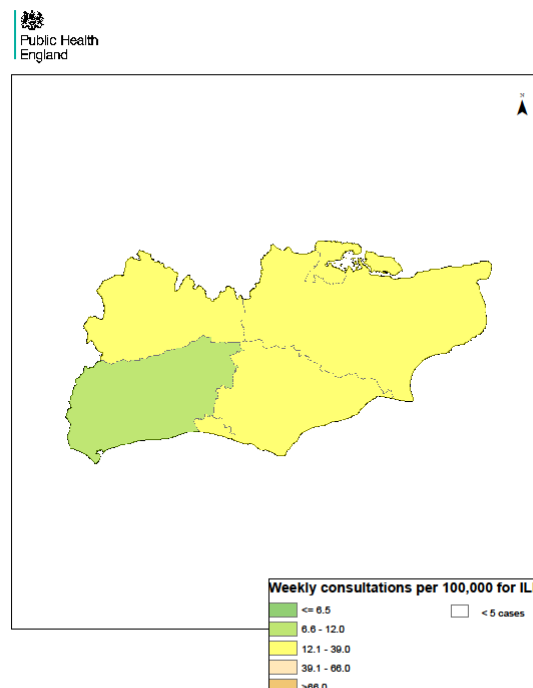 Public Health
England
N
Weekly consultations per 100,000 for IL
<= 6.5
< 5 cases
6.6 - 12.0
12.1 - 39.0
39.1 - 66.0
>66.0